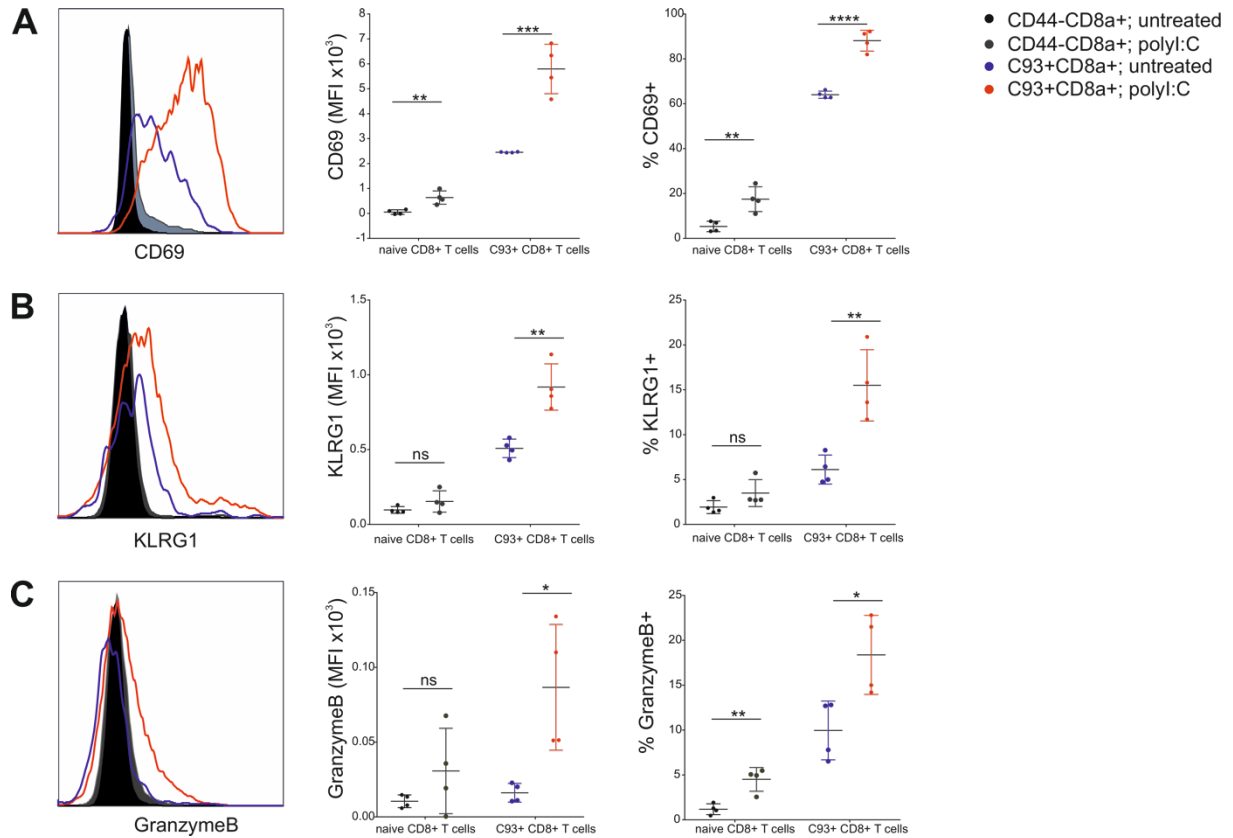 A
CD69
CD69 (MFI x10³)
8
7
6
5
4
3
2
1
0
-1
**
***
naive CD8+ T cells
C93+ CD8+ T cells
% CD69+
100
80
60
40
20
0
**
****
naive CD8+ T cells
C93+ CD8+ T cells
CD44-CD8a+; untreated
CD44-CD8a+; polyI:C
C93+CD8a+; untreated
C93+CD8a+; polyI:C
B
KLRG1
KLRG1 (MFI x10³)
1.5
1.0
0.5
0.0
ns
**
naive CD8+ T cells
C93+ CD8+ T cells
% KLRG1+
25
20
15
10
5
0
ns
**
naive CD8+ T cells
C93+ CD8+ T cells
C
GranzymeB
GranzymeB (MFI x10³)
0.15
0.10
0.05
0.00
ns
*
naive CD8+ T cells
C93+ CD8+ T cells
% GranzymeB+
25
20
15
10
5
0
**
*
naive CD8+ T cells
C93+ CD8+ T cells